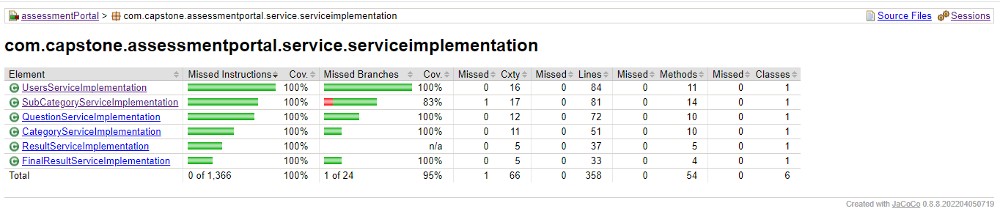 assessmentPortal > com.capstone.assessmentportal.service.serviceimplementation Source Files Sessions
com.capstone.assessmentportal.service.serviceimplementation
Element Missed Instructions Cov. Missed Branches Cov. Missed Cxty Missed Lines Missed Methods Missed Classes
UsersServiceImplementation 100% 100% 0 16 0 84 0 11 0 1
SubCategoryServiceImplementation 100% 83% 1 17 0 81 0 14 0 1
QuestionServiceImplementation 100% 100% 0 12 0 72 0 10 0 1
CategoryServiceImplementation 100% 100% 0 11 0 51 0 10 0 1
ResultServiceImplementation 100% n/a 0 5 0 37 0 5 0 1
FinalResultServiceImplementation 100% 100% 0 5 0 33 0 4 0 1
Total 0 of 1,366 100% 1 of 24 95% 1 66 0 358 0 54 0 6
Created with JaCoCo 0.8.8.202204050719